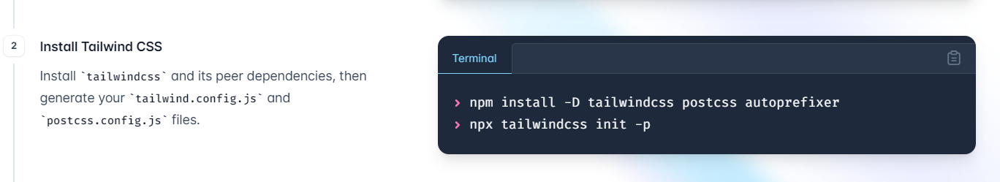 2
Install Tailwind CSS
Install `tailwindcss` and its peer dependencies, then
generate your `tailwind.config.js` and
`postcss.config.js` files.
Terminal
› npm install -D tailwindcss postcss autoprefixer
› npx tailwindcss init -p